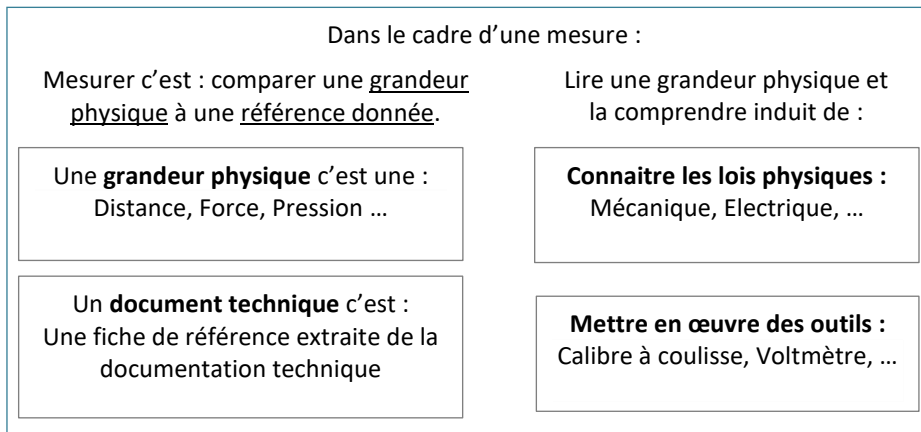 Dans le cadre d’une mesure :
Mesurer c’est : comparer une grandeur
physique à une référence donnée.
Une grandeur physique c’est une :
Distance, Force, Pression …
Un document technique c’est :
Une fiche de référence extraite de la
documentation technique
Lire une grandeur physique et
la comprendre induit de :
Connaitre les lois physiques :
Mécanique, Electrique, …
Mettre en œuvre des outils :
Calibre à coulisse, Voltmètre, …